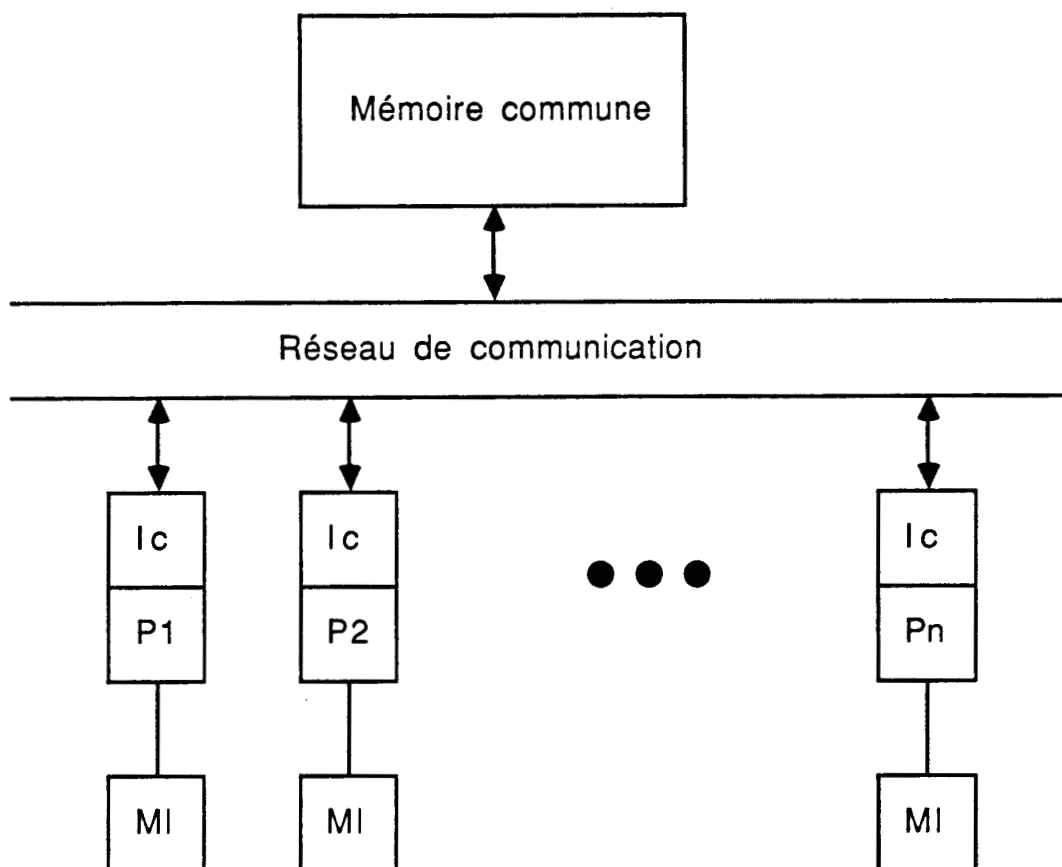 Mémoire commune
Réseau de communication
Ic Ic Ic
P1 P2 Pn
Ml Ml Ml